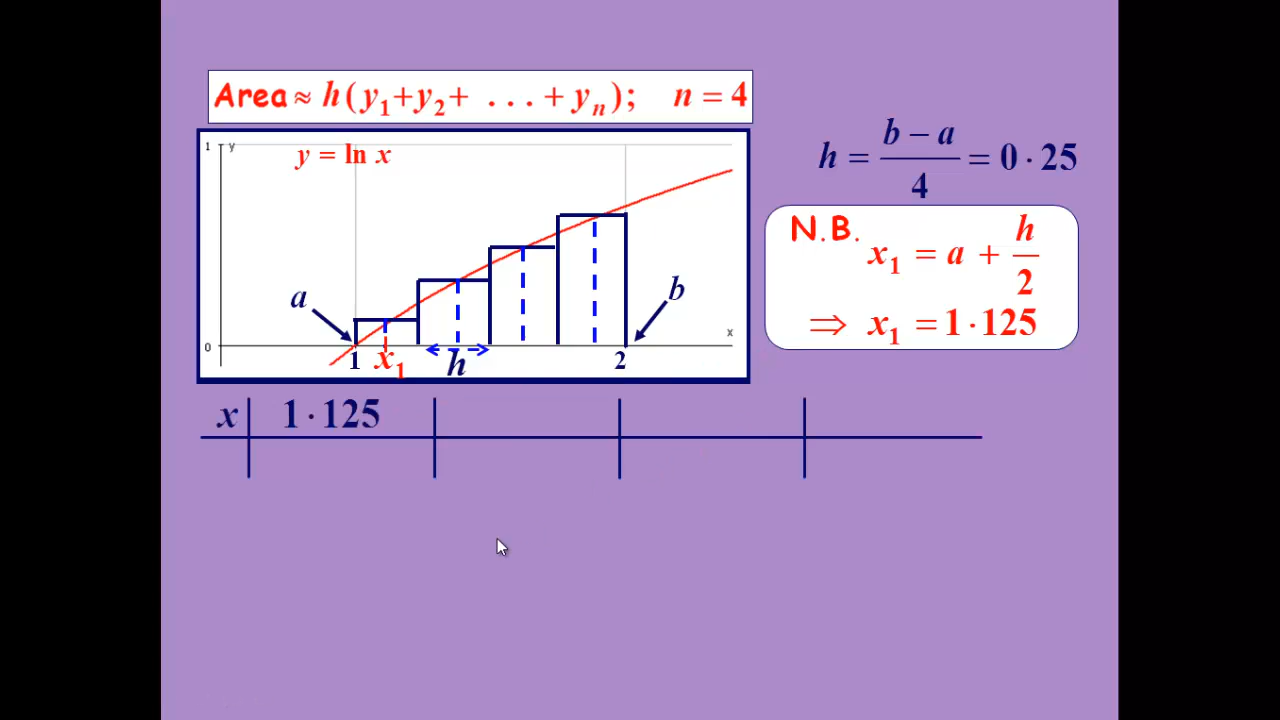 Area ≈ h(y₁+y₂+ ... + yₙ); n = 4
h = (b − a)/4 = 0·25
1 y
y = ln x
a
b
x
0
1 x₁ h 2
N.B. x₁ = a + h/2
⇒ x₁ = 1·125
x 1·125